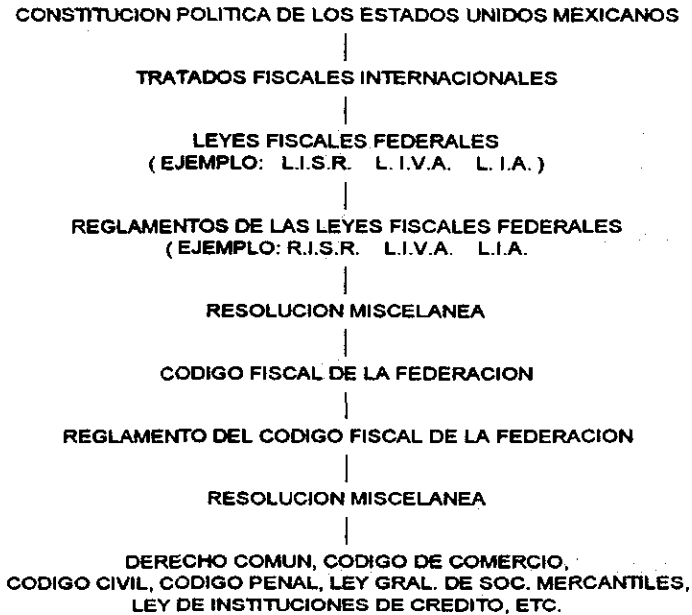 CONSTITUCION POLITICA DE LOS ESTADOS UNIDOS MEXICANOS
TRATADOS FISCALES INTERNACIONALES
LEYES FISCALES FEDERALES
( EJEMPLO: L.I.S.R. L. I.V.A. L. I.A. )
REGLAMENTOS DE LAS LEYES FISCALES FEDERALES
( EJEMPLO: R.I.S.R. L.I.V.A. L.I.A.
RESOLUCION MISCELANEA
CODIGO FISCAL DE LA FEDERACION
REGLAMENTO DEL CODIGO FISCAL DE LA FEDERACION
RESOLUCION MISCELANEA
DERECHO COMUN, CODIGO DE COMERCIO,
CODIGO CIVIL, CODIGO PENAL, LEY GRAL. DE SOC. MERCANTILES,
LEY DE INSTITUCIONES DE CREDITO, ETC.